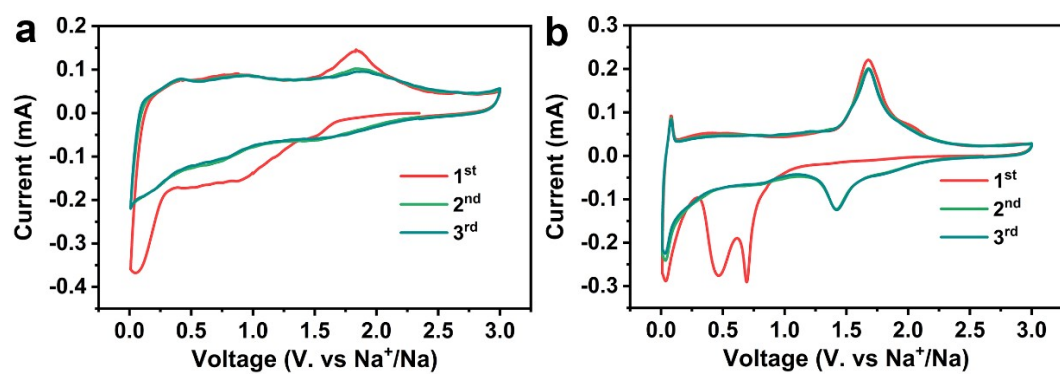 a
0.2
0.1
0.0
-0.1
-0.2
-0.3
-0.4
Current (mA)
1st
2nd
3rd
0.0 0.5 1.0 1.5 2.0 2.5 3.0
Voltage (V. vs Na+/Na)
b
0.3
0.2
0.1
0.0
-0.1
-0.2
-0.3
Current (mA)
1st
2nd
3rd
0.0 0.5 1.0 1.5 2.0 2.5 3.0
Voltage (V. vs Na+/Na)